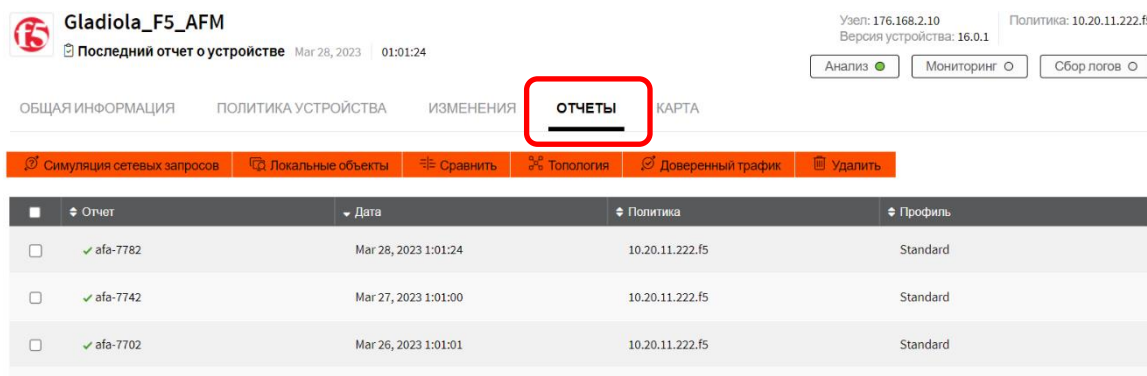 Gladiola_F5_AFM
Последний отчет о устройстве Mar 28, 2023 01:01:24
Узел: 176.168.2.10 Политика: 10.20.11.222.f5
Версия устройства: 16.0.1
Анализ Мониторинг Сбор логов
ОБЩАЯ ИНФОРМАЦИЯ ПОЛИТИКА УСТРОЙСТВА ИЗМЕНЕНИЯ ОТЧЕТЫ КАРТА
Симуляция сетевых запросов Локальные объекты Сравнить Топология Доверенный трафик Удалить
Отчет Дата Политика Профиль
afa-7782 Mar 28, 2023 1:01:24 10.20.11.222.f5 Standard
afa-7742 Mar 27, 2023 1:01:00 10.20.11.222.f5 Standard
afa-7702 Mar 26, 2023 1:01:01 10.20.11.222.f5 Standard